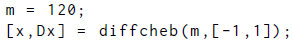 m = 120;
[x,Dx] = diffcheb(m,[-1,1]);